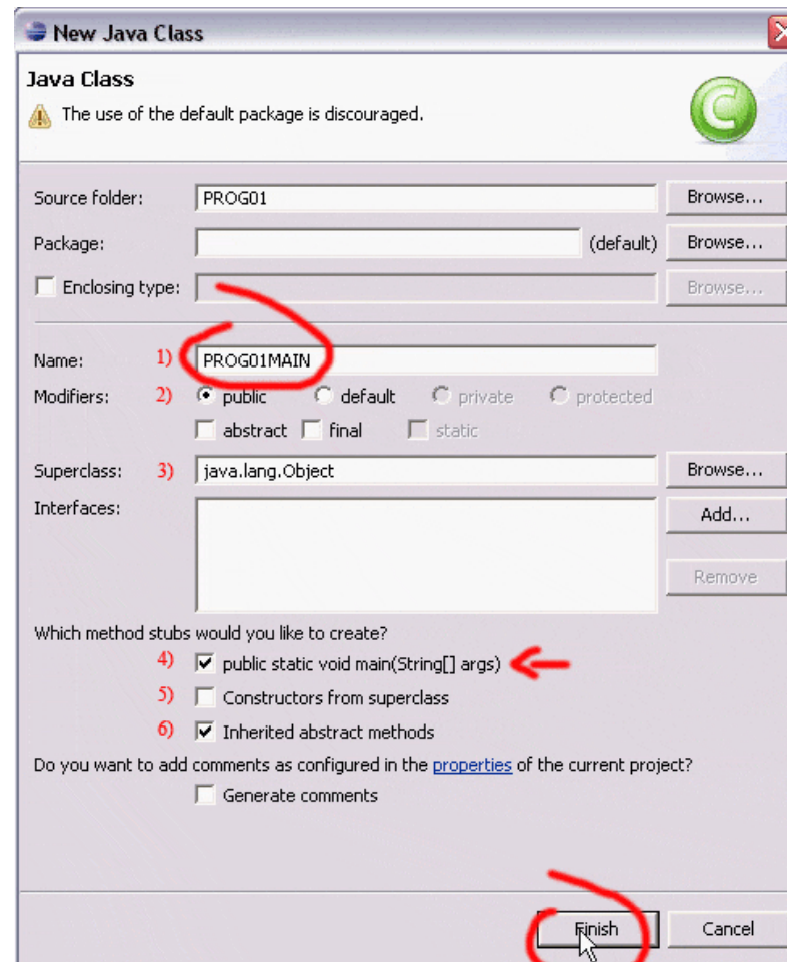 New Java Class
Java Class
The use of the default package is discouraged.
Source folder: PROG01 Browse...
Package: (default) Browse...
Enclosing type: Browse...
Name: 1) PROG01MAIN
Modifiers: 2) public default private protected
abstract final static
Superclass: 3) java.lang.Object Browse...
Interfaces: Add...
Remove
Which method stubs would you like to create?
4) public static void main(String[] args)
5) Constructors from superclass
6) Inherited abstract methods
Do you want to add comments as configured in the properties of the current project?
Generate comments
Finish Cancel